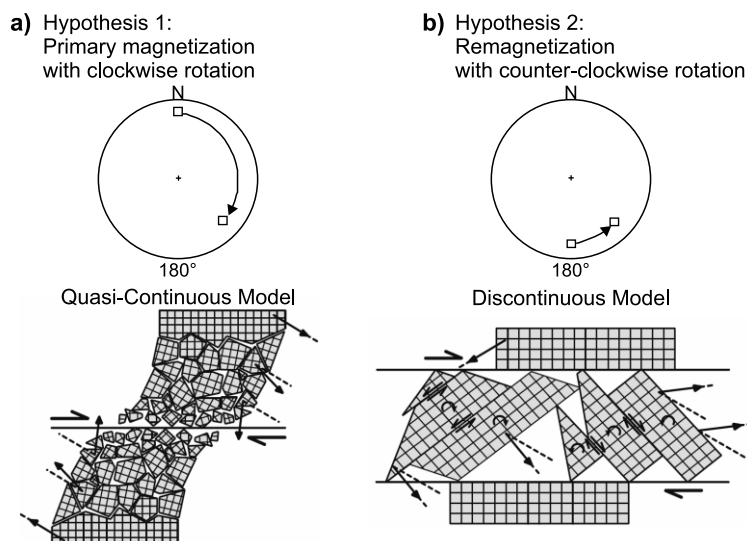 a) Hypothesis 1:
Primary magnetization
with clockwise rotation
N
180°
Quasi-Continuous Model
b) Hypothesis 2:
Remagnetization
with counter-clockwise rotation
N
180°
Discontinuous Model